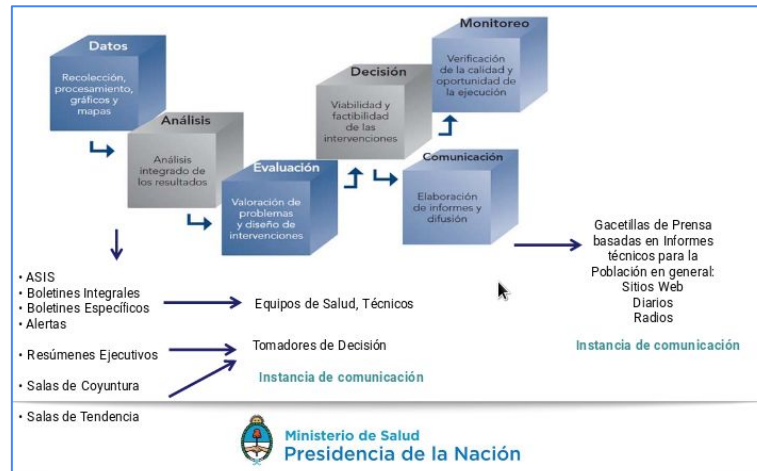 Datos
Recolección,
procesamiento,
gráficos y
mapas
Análisis
Análisis
integrado de
los resultados
Evaluación
Valoración de
problemas
y diseño de
intervenciones
Decisión
Viabilidad y
factibilidad
de las
intervenciones
Monitoreo
Verificación
de la calidad y
oportunidad de
la ejecución
Comunicación
Elaboración
de informes y
difusión
• ASIS
• Boletines Integrales
• Boletines Específicos
• Alertas
• Resúmenes Ejecutivos
• Salas de Coyuntura
• Salas de Tendencia
Equipos de Salud, Técnicos
Tomadores de Decisión
Instancia de comunicación
Gacetillas de Prensa
basadas en Informes
técnicos para la
Población en general:
Sitios Web
Diarios
Radios
Instancia de comunicación
Ministerio de Salud
Presidencia de la Nación